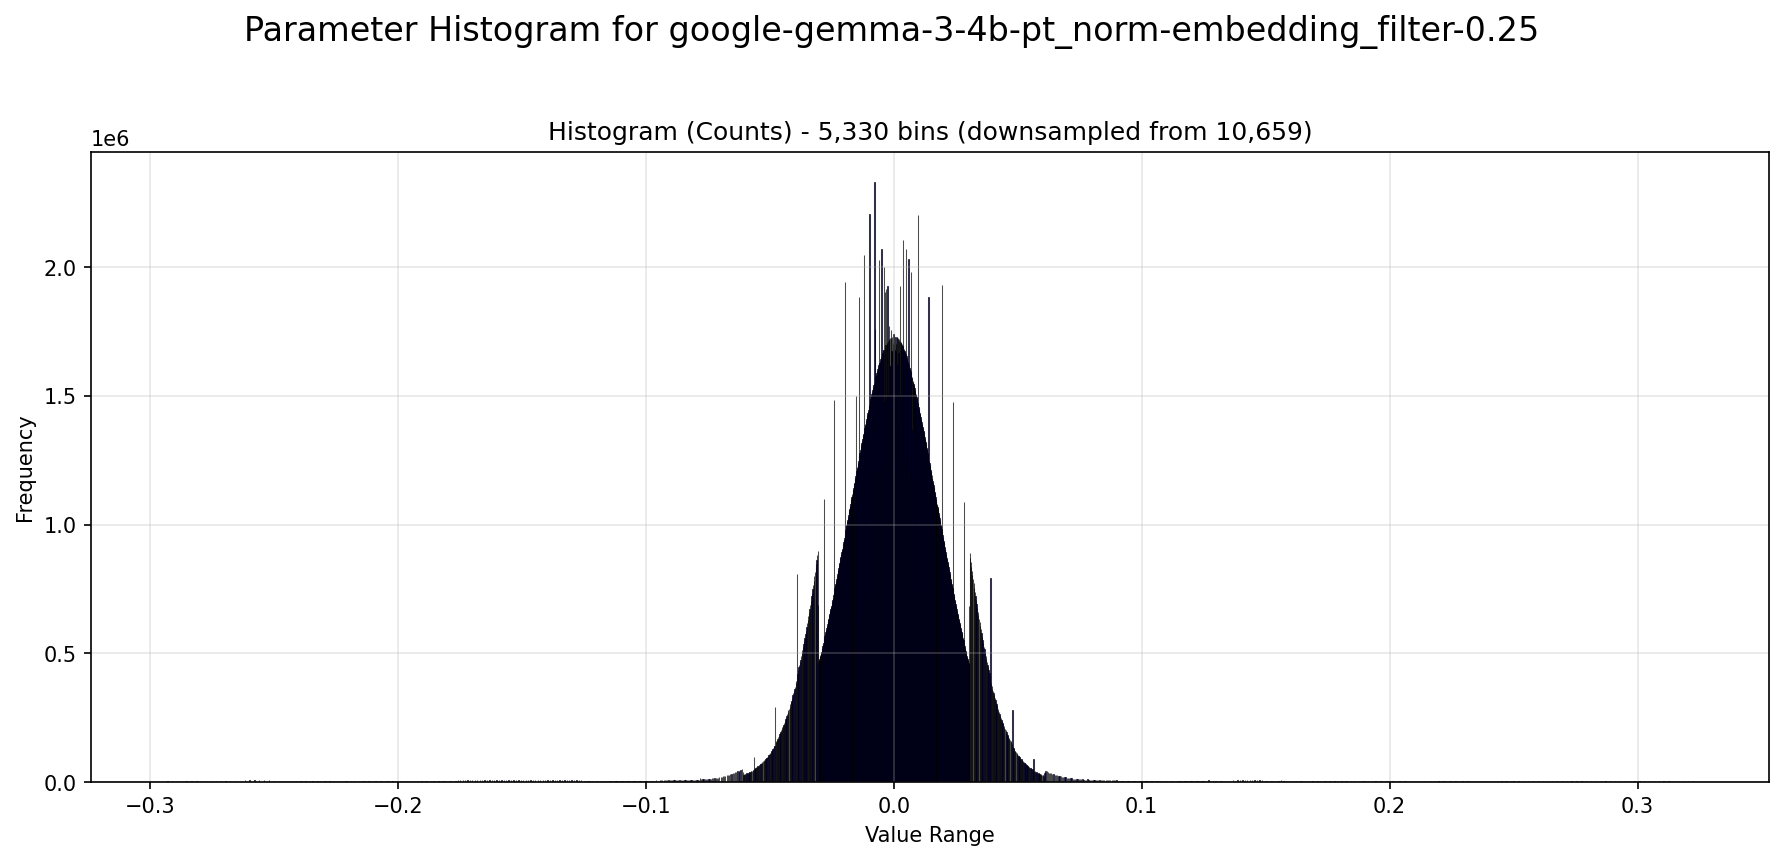 Parameter Histogram for google-gemma-3-4b-pt_norm-embedding_filter-0.25
Histogram (Counts) - 5,330 bins (downsampled from 10,659)
1e6
2.0
1.5
1.0
0.5
0.0
Frequency
−0.3 −0.2 −0.1 0.0 0.1 0.2 0.3
Value Range